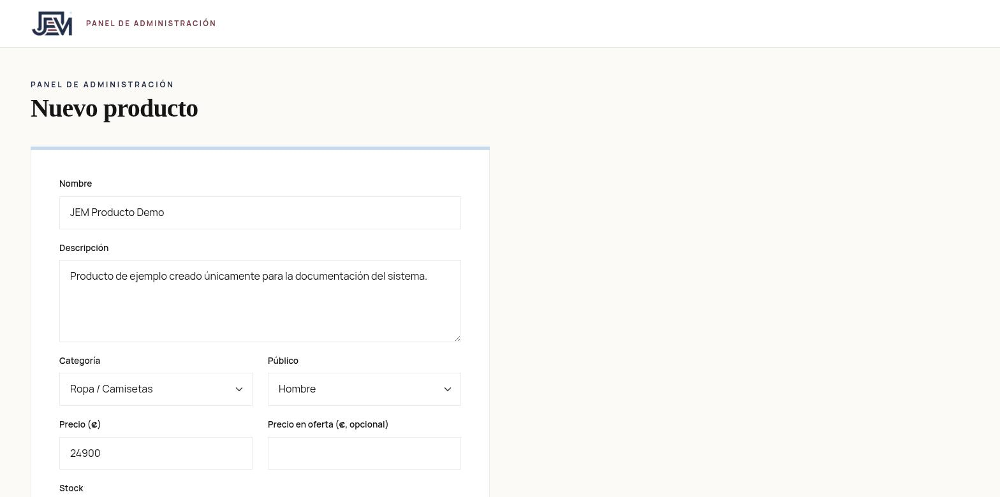 JEM PANEL DE ADMINISTRACIÓN
PANEL DE ADMINISTRACIÓN
Nuevo producto
Nombre
JEM Producto Demo
Descripción
Producto de ejemplo creado únicamente para la documentación del sistema.
Categoría Público
Ropa / Camisetas Hombre
Precio (₡) Precio en oferta (₡, opcional)
24900
Stock